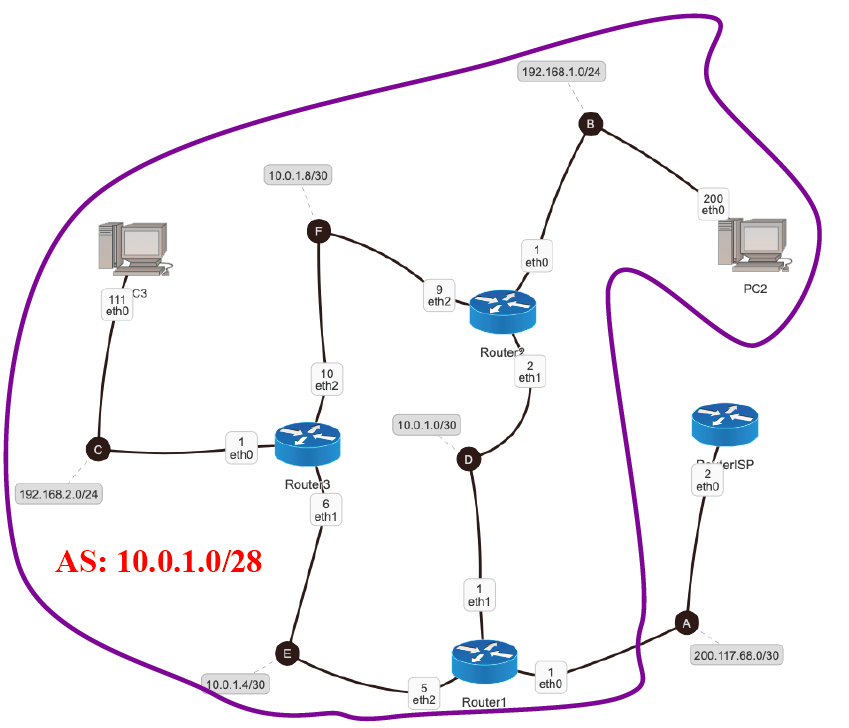 192.168.1.0/24
B
10.0.1.8/30
200
eth0
F
1
eth0
PC2
111
eth0
C3
9
eth2
Router2
2
eth1
10
eth2
10.0.1.0/30
1
eth0
C
D
RouterISP
2
eth0
Router3
192.168.2.0/24
6
eth1
AS: 10.0.1.0/28
1
eth1
A
E
200.117.68.0/30
10.0.1.4/30
5
eth2
1
eth0
Router1